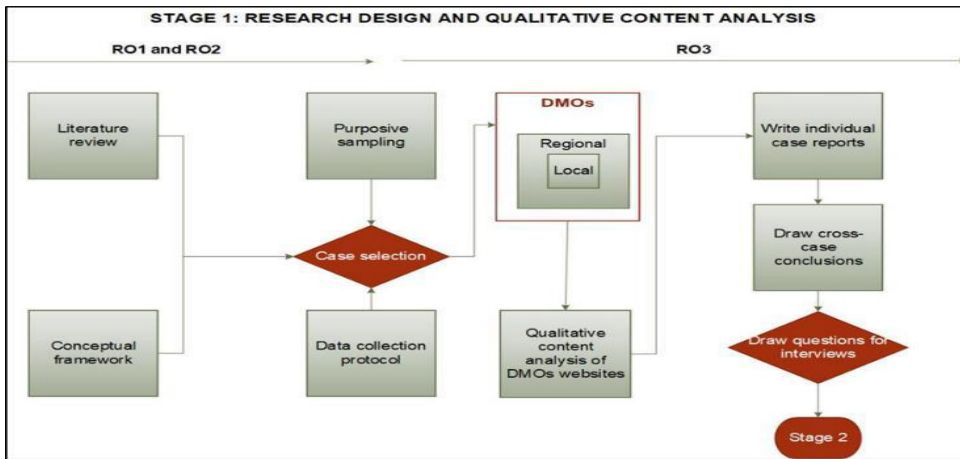 STAGE 1: RESEARCH DESIGN AND QUALITATIVE CONTENT ANALYSIS
RO1 and RO2
RO3
Literature
review
Purposive
sampling
DMOs
Regional
Local
Write individual
case reports
Case selection
Draw cross-
case
conclusions
Conceptual
framework
Data collection
protocol
Qualitative
content
analysis of
DMOs websites
Draw questions for
interviews
Stage 2